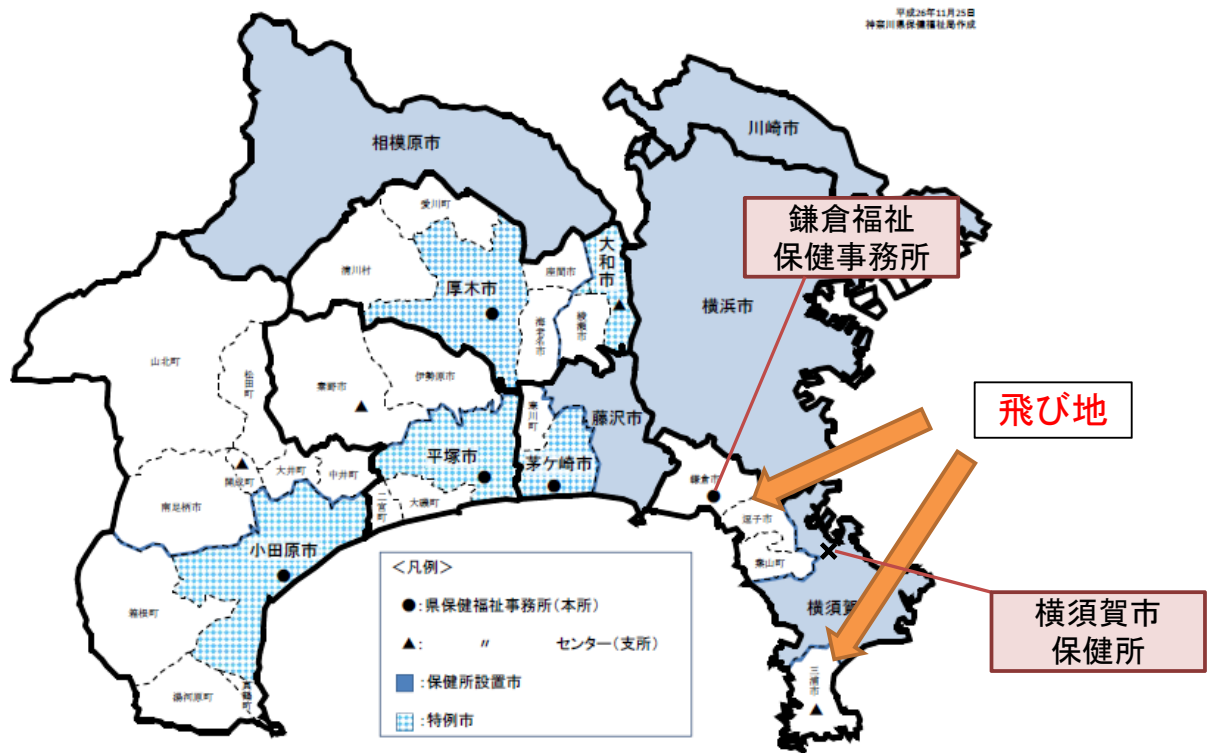 平成26年11月25日
神奈川県保健福祉局作成
川崎市
相模原市
愛川町
鎌倉福祉
保健事務所
大和市
座間市
清川村
厚木市
横浜市
海老名市
綾瀬市
山北町
松田町
伊勢原市
秦野市
飛び地
藤沢市
寒川町
平塚市
茅ケ崎市
鎌倉市
大井町
中井町
開成町
南足柄市
大磯町
二宮町
逗子市
小田原市
葉山町
<凡例>
●:県保健福祉事務所(本所)
▲: 〃 センター(支所)
:保健所設置市
:特例市
横須賀
横須賀市
保健所
箱根町
三浦市
湯河原町
真鶴町